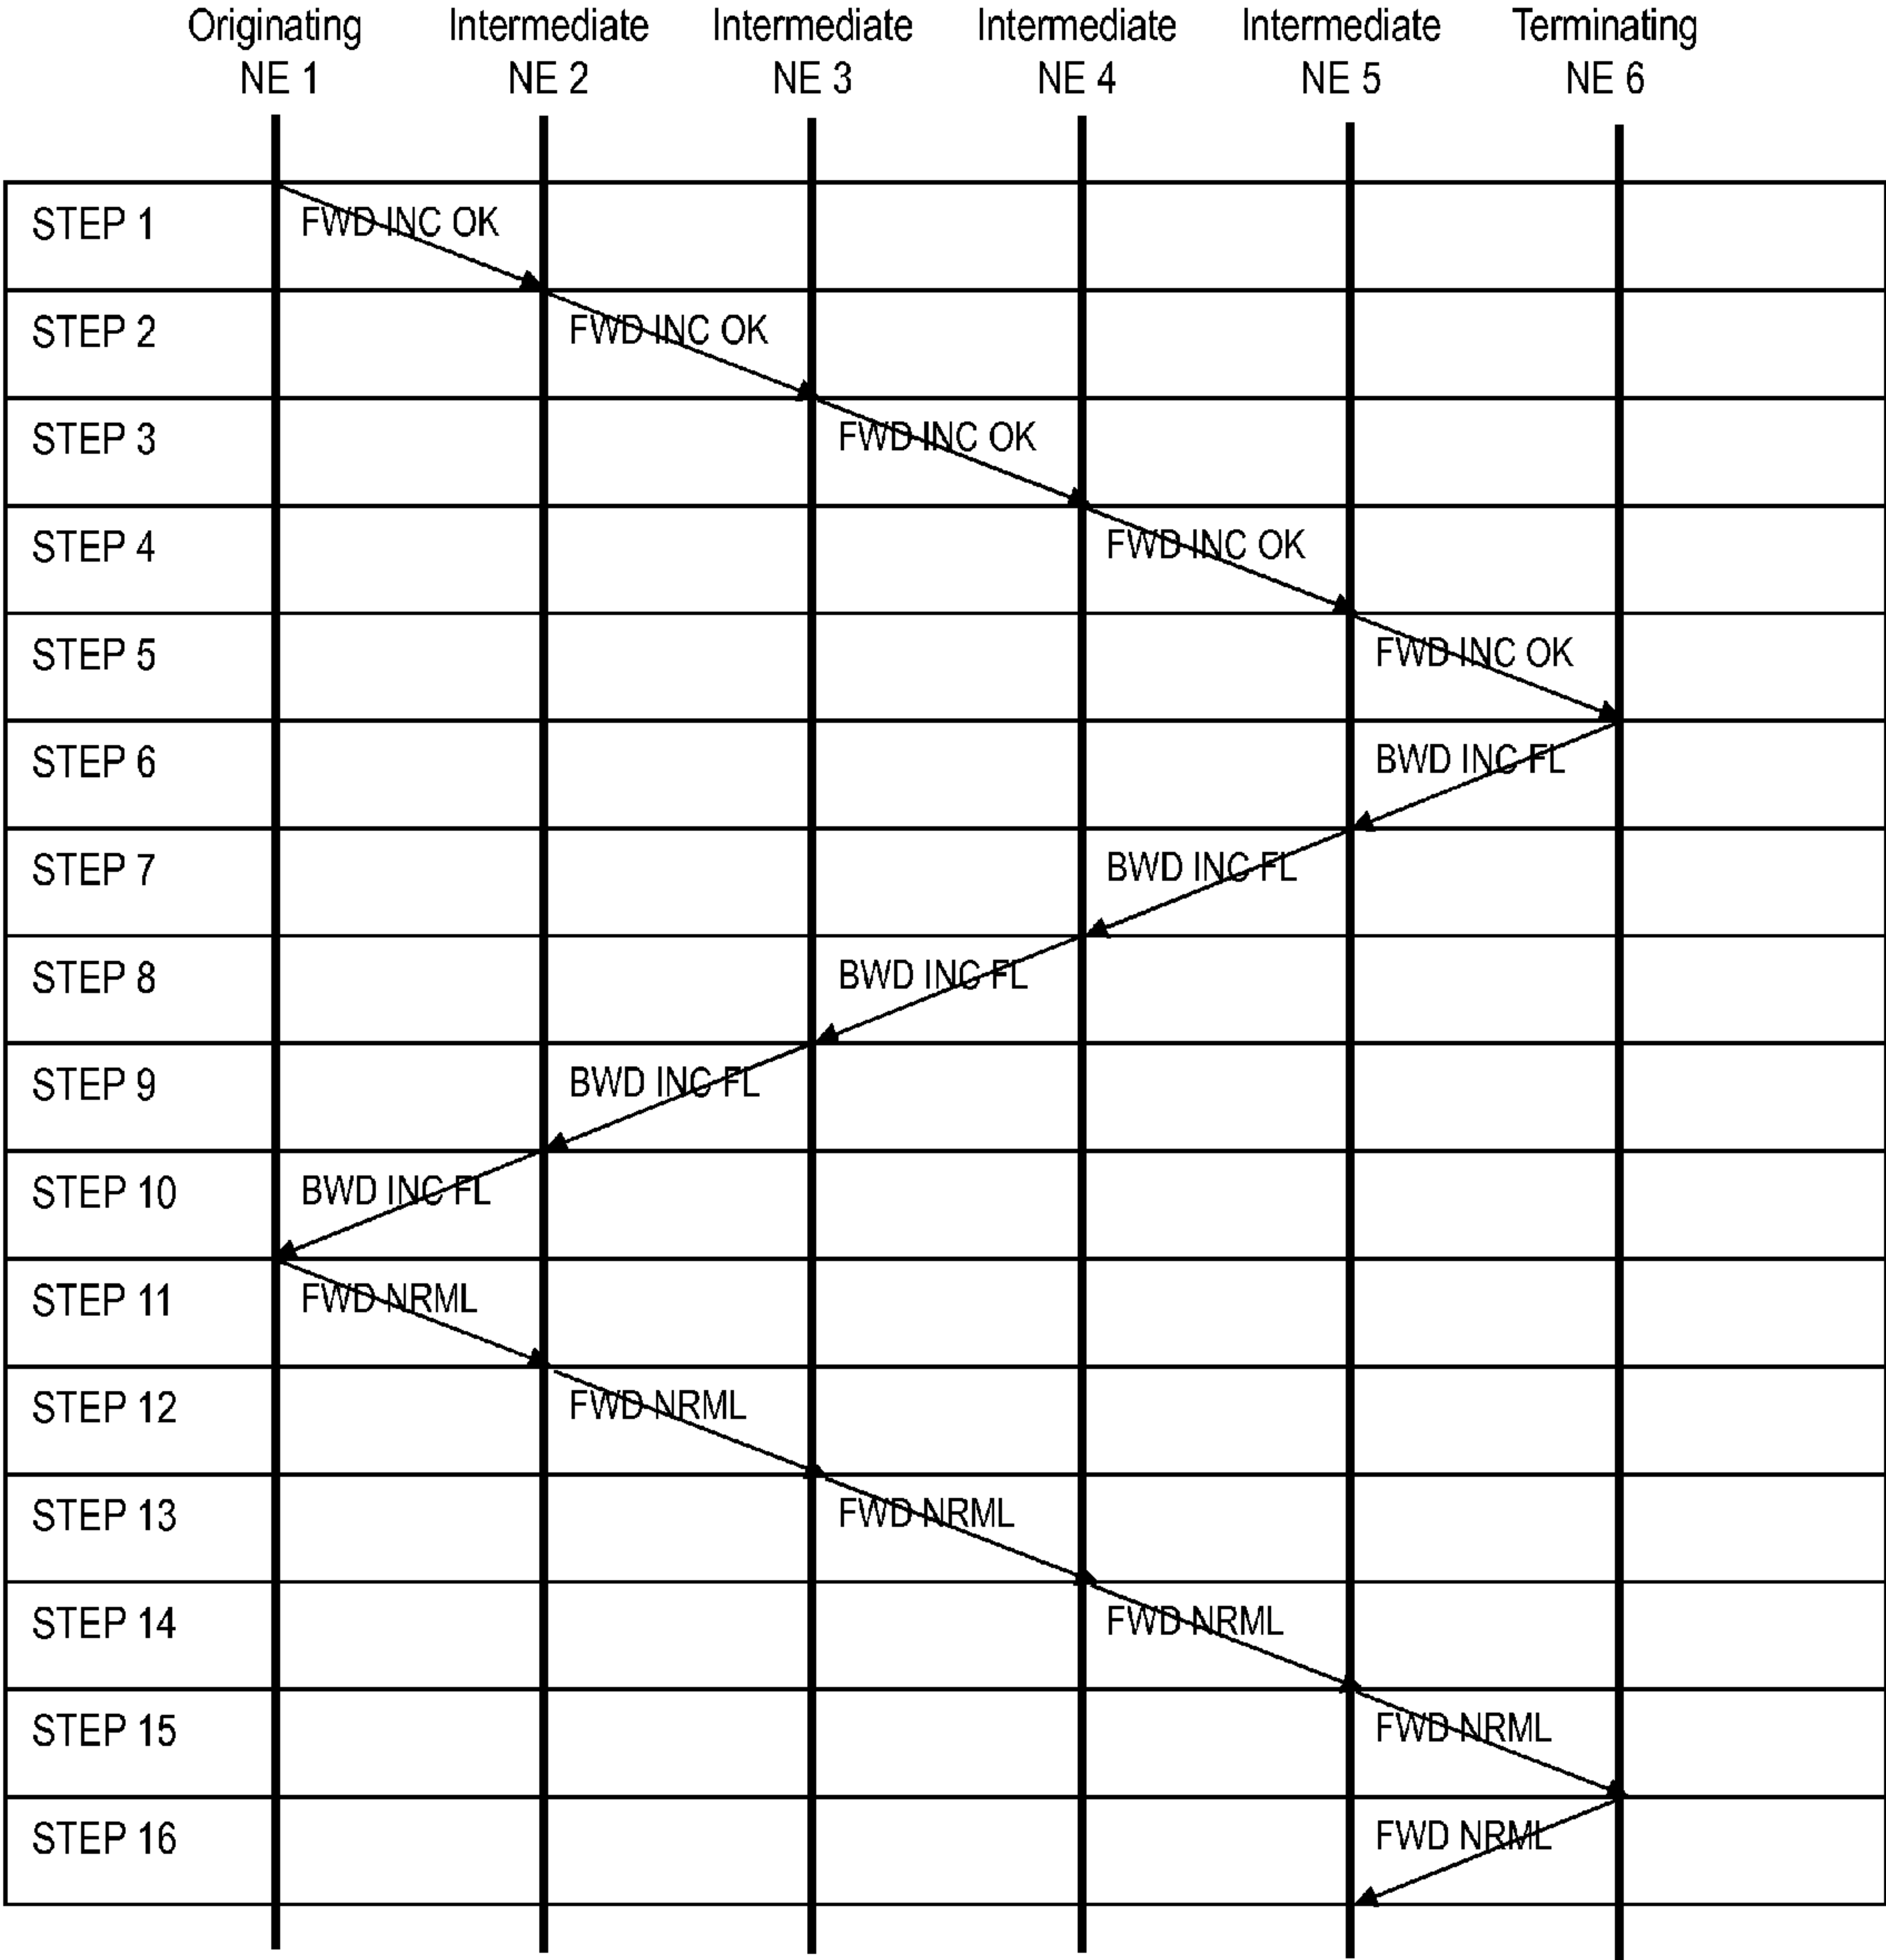 Originating Intermediate Intermediate Intermediate Intermediate Terminating
NE 1 NE 2 NE 3 NE 4 NE 5 NE 6
STEP 1 FWD INC OK
STEP 2 FWD INC OK
STEP 3 FWD INC OK
STEP 4 FWD INC OK
STEP 5 FWD INC OK
STEP 6 BWD INC FL
STEP 7 BWD INC FL
STEP 8 BWD INC FL
STEP 9 BWD INC FL
STEP 10 BWD INC FL
STEP 11 FWD NRML
STEP 12 FWD NRML
STEP 13 FWD NRML
STEP 14 FWD NRML
STEP 15 FWD NRML
STEP 16 FWD NRML